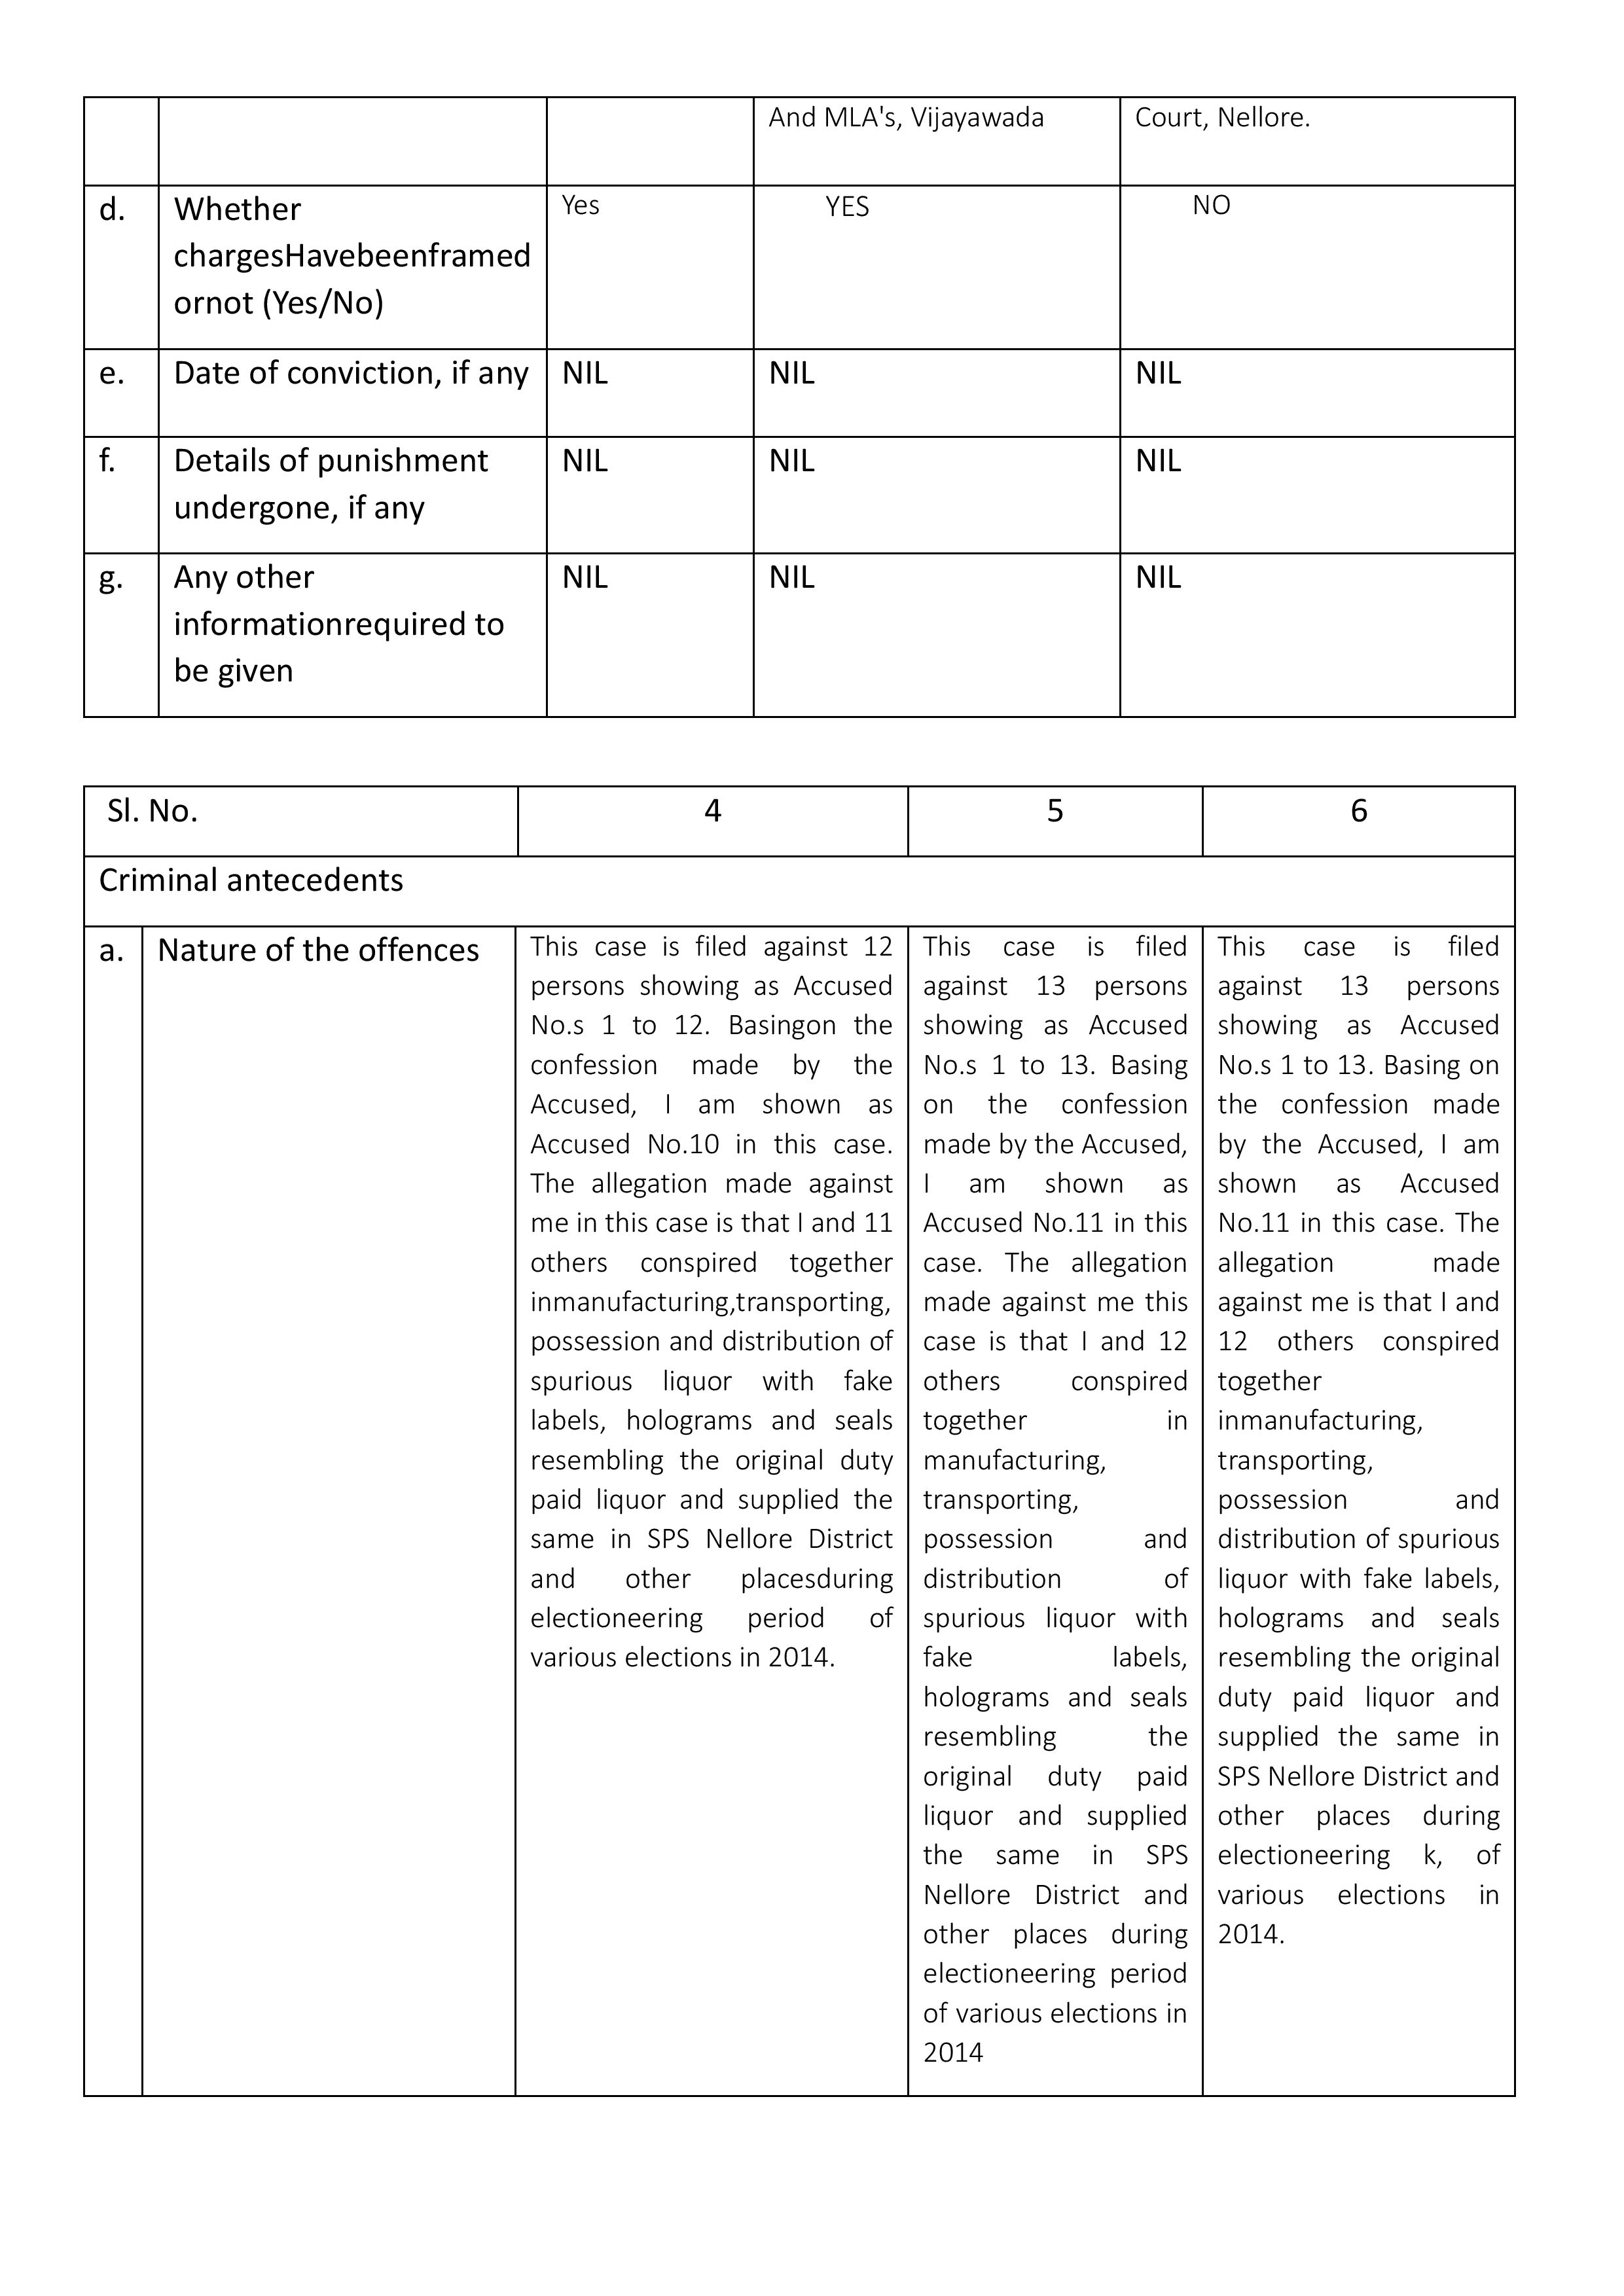 And MLA's, Vijayawada
Court, Nellore.
d.
Whether
chargesHavebeenframed
ornot (Yes/No)
Yes
YES
NO
e.
Date of conviction, if any
NIL
NIL
NIL
f.
Details of punishment
undergone, if any
NIL
NIL
NIL
g.
Any other
informationrequired to
be given
NIL
NIL
NIL
Sl. No.
4
5
6
Criminal antecedents
a.
Nature of the offences
This case is filed against 12
persons showing as Accused
No.s 1 to 12. Basingon the
confession made by the
Accused, I am shown as
Accused No.10 in this case.
The allegation made against
me in this case is that I and 11
others conspired together
inmanufacturing,transporting,
possession and distribution of
spurious liquor with fake
labels, holograms and seals
resembling the original duty
paid liquor and supplied the
same in SPS Nellore District
and other placesduring
electioneering period of
various elections in 2014.
This case is filed
against 13 persons
showing as Accused
No.s 1 to 13. Basing
on the confession
made by the Accused,
I am shown as
Accused No.11 in this
case. The allegation
made against me this
case is that I and 12
others conspired
together in
manufacturing,
transporting,
possession and
distribution of
spurious liquor with
fake labels,
holograms and seals
resembling the
original duty paid
liquor and supplied
the same in SPS
Nellore District and
other places during
electioneering period
of various elections in
2014
This case is filed
against 13 persons
showing as Accused
No.s 1 to 13. Basing on
the confession made
by the Accused, I am
shown as Accused
No.11 in this case. The
allegation made
against me is that I and
12 others conspired
together
inmanufacturing,
transporting,
possession and
distribution of spurious
liquor with fake labels,
holograms and seals
resembling the original
duty paid liquor and
supplied the same in
SPS Nellore District and
other places during
electioneering k, of
various elections in
2014.